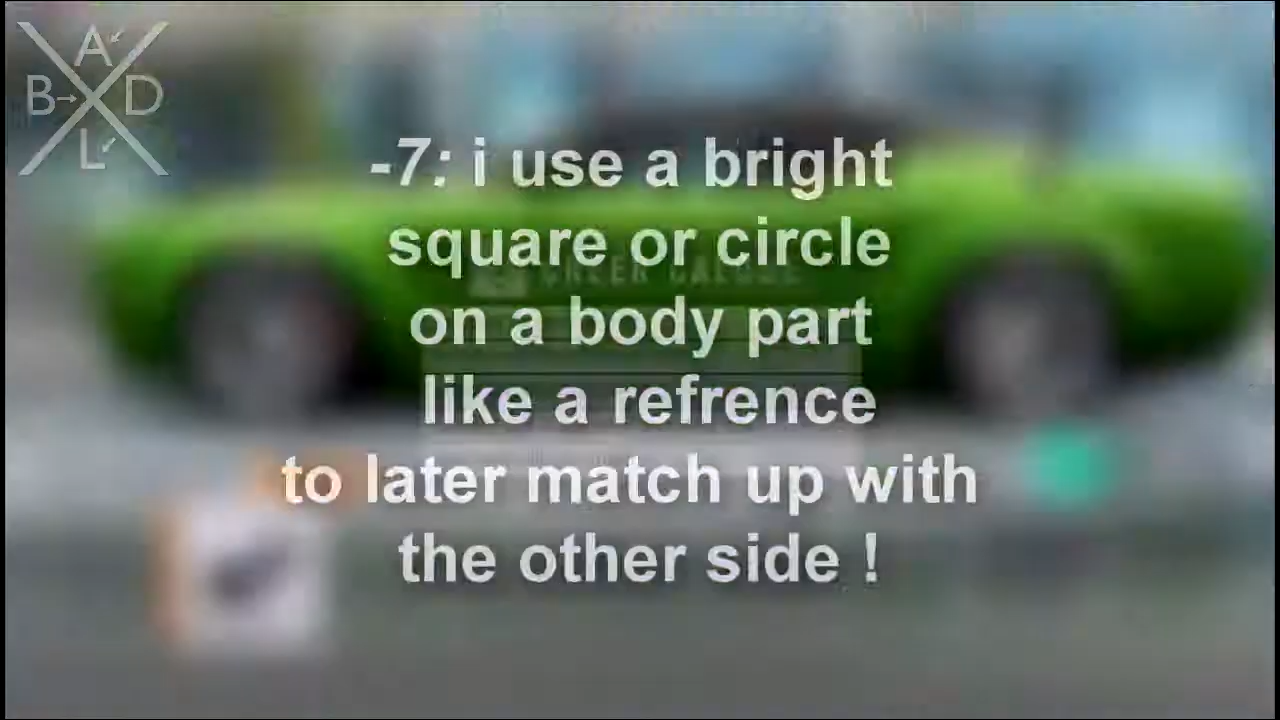 A
B D
L
-7: i use a bright
square or circle
on a body part
like a refrence
to later match up with
the other side !